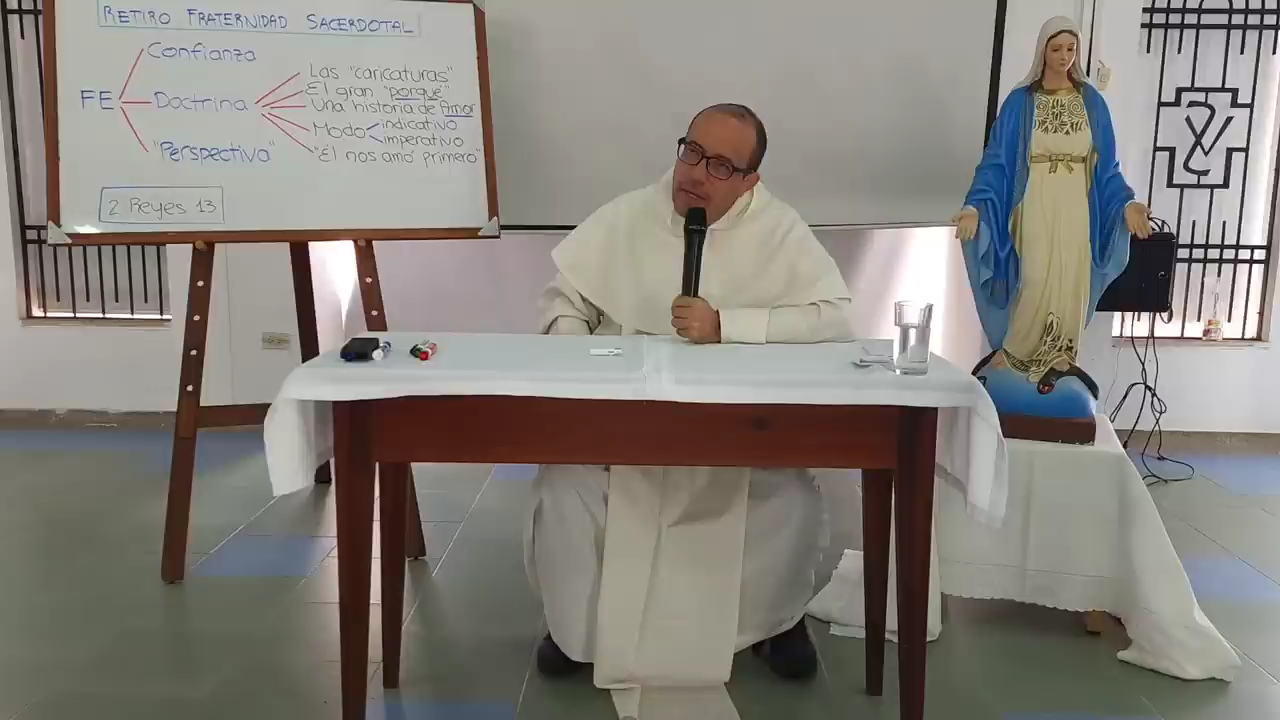 RETIRO FRATERNIDAD SACERDOTAL
FE
Confianza
Doctrina
"Perspectiva"
Las "caricaturas"
El gran "porqué"
Una historia de Amor
Modo
indicativo
imperativo
"Él nos amó primero"
2 Reyes 13